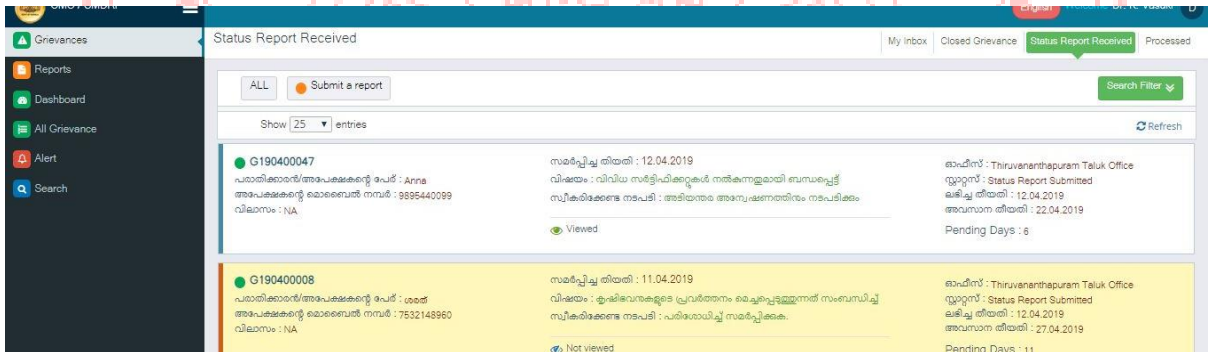 CMO / CMDRF
English Welcome Dr. R Vasuki D
Grievances
Reports
Dashboard
All Grievance
Alert
Search
Status Report Received
My Inbox Closed Grievance Status Report Received Processed
ALL Submit a report Search Filter
Show 25 entries Refresh
G190400047
പരാതിക്കാരൻ/അപേക്ഷകന്റെ പേര് : Anna
അപേക്ഷകന്റെ മൊബൈൽ നമ്പർ : 9895440099
വിലാസം : NA
സമർപ്പിച്ച തിയതി : 12.04.2019
വിഷയം : വിവിധ സർട്ടിഫിക്കറ്റുകൾ നൽകുന്നതുമായി ബന്ധപ്പെട്ട്
സ്വീകരിക്കേണ്ട നടപടി : അടിയന്തര അന്വേഷണത്തിനും നടപടിക്കും
Viewed
ഓഫീസ് : Thiruvananthapuram Taluk Office
സ്റ്റാറ്റസ് : Status Report Submitted
ലഭിച്ച തീയതി : 12.04.2019
അവസാന തീയതി : 22.04.2019
Pending Days : 6
G190400008
പരാതിക്കാരൻ/അപേക്ഷകന്റെ പേര് : ശരത്
അപേക്ഷകന്റെ മൊബൈൽ നമ്പർ : 7532148960
വിലാസം : NA
സമർപ്പിച്ച തിയതി : 11.04.2019
വിഷയം : കൃഷിഭവനകളുടെ പ്രവർത്തനം മെച്ചപ്പെടുത്തുന്നത് സംബന്ധിച്ച്
സ്വീകരിക്കേണ്ട നടപടി : പരിശോധിച്ച് സമർപ്പിക്കുക.
Not viewed
ഓഫീസ് : Thiruvananthapuram Taluk Office
സ്റ്റാറ്റസ് : Status Report Submitted
ലഭിച്ച തീയതി : 12.04.2019
അവസാന തീയതി : 27.04.2019
Pending Days : 11